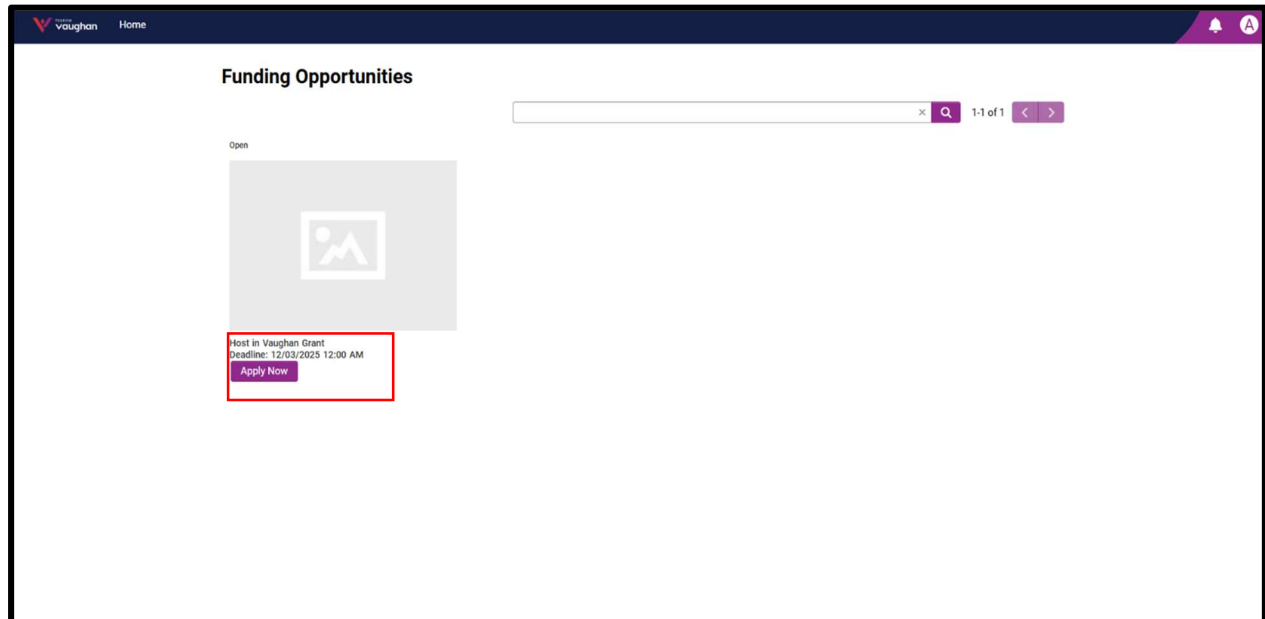 TOURISM
vaughan
Home
A
Funding Opportunities
1-1 of 1
Open
Host in Vaughan Grant
Deadline: 12/03/2025 12:00 AM
Apply Now